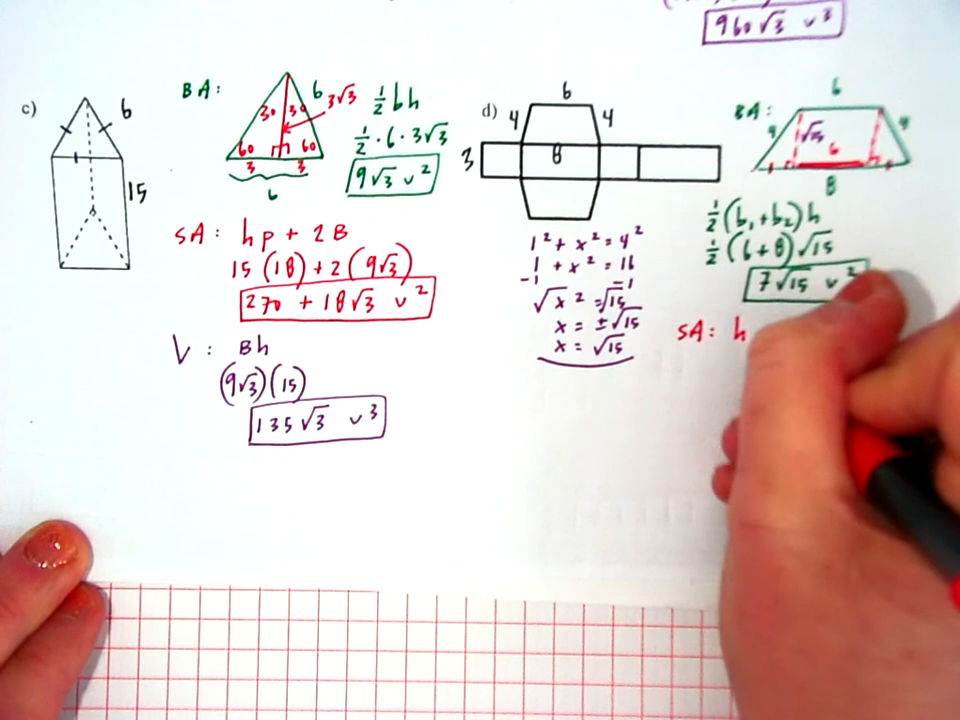 960√3 u³
c)
6
15
BA:
30 30 6
3√3
60 60
3 3
6
½bh
½ · 6 · 3√3
9√3 u²
SA: hp + 2B
15(18) + 2(9√3)
270 + 18√3 u²
V: Bh
(9√3)(15)
135√3 u³
d)
6
4 4
3 8
1² + x² = 4²
1 + x² = 16
-1 = -1
√x² = √15
x = ±√15
x = √15
BA:
6
4 √15 4
6
8
½(b₁+b₂)h
½(6+8)√15
7√15 u²
SA: h